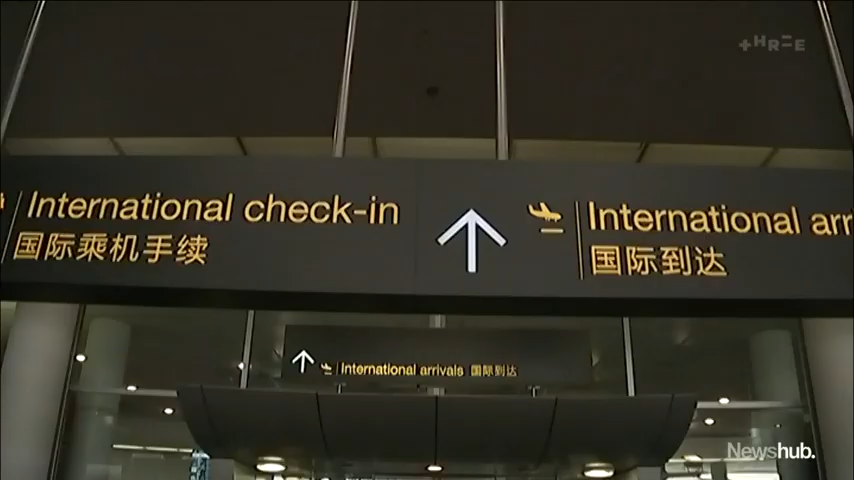 +HR=E
International check-in
国际乘机手续
International arr
国际到达
International arrivals 国际到达
Newshub.